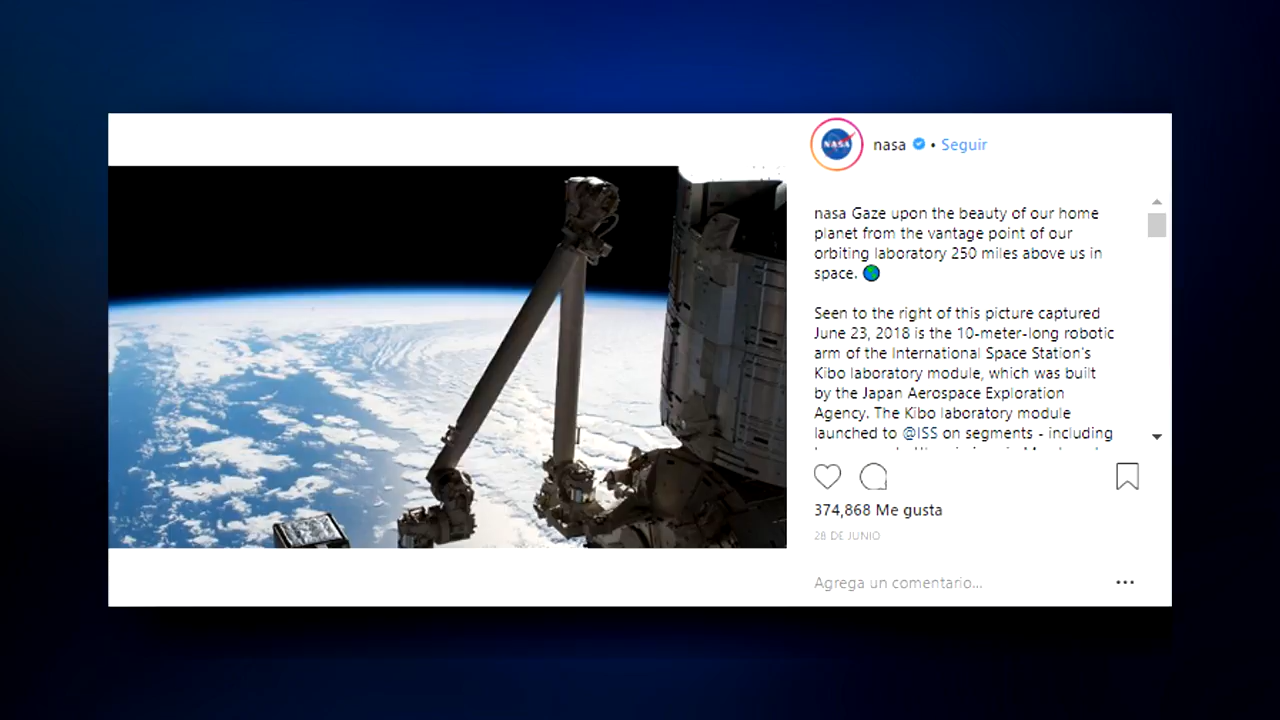 NASA
nasa • Seguir
nasa Gaze upon the beauty of our home
planet from the vantage point of our
orbiting laboratory 250 miles above us in
space.
Seen to the right of this picture captured
June 23, 2018 is the 10-meter-long robotic
arm of the International Space Station's
Kibo laboratory module, which was built
by the Japan Aerospace Exploration
Agency. The Kibo laboratory module
launched to @ISS on segments - including
374,868 Me gusta
28 DE JUNIO
Agrega un comentario...